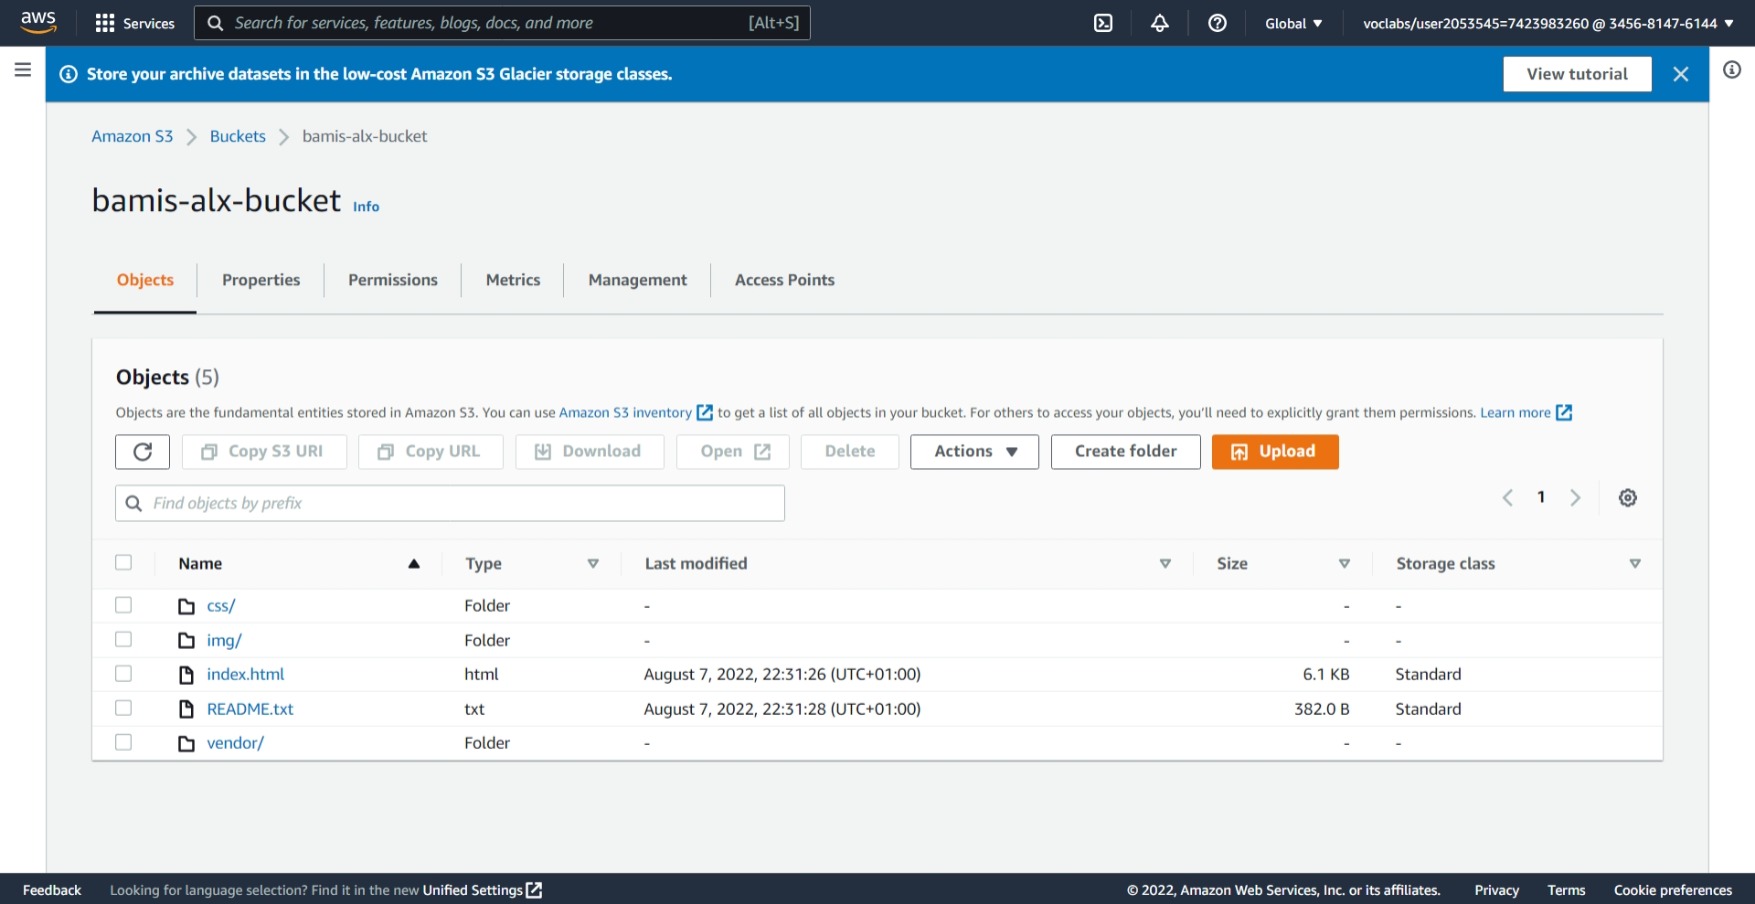 aws Services Search for services, features, blogs, docs, and more [Alt+S] Global voclabs/user2053545=7423983260 @ 3456-8147-6144
Store your archive datasets in the low-cost Amazon S3 Glacier storage classes. View tutorial
Amazon S3 Buckets bamis-alx-bucket
bamis-alx-bucket Info
Objects Properties Permissions Metrics Management Access Points
Objects (5)
Objects are the fundamental entities stored in Amazon S3. You can use Amazon S3 inventory to get a list of all objects in your bucket. For others to access your objects, you'll need to explicitly grant them permissions. Learn more
Copy S3 URI Copy URL Download Open Delete Actions Create folder Upload
Find objects by prefix 1
Name Type Last modified Size Storage class
css/ Folder - - -
img/ Folder - - -
index.html html August 7, 2022, 22:31:26 (UTC+01:00) 6.1 KB Standard
README.txt txt August 7, 2022, 22:31:28 (UTC+01:00) 382.0 B Standard
vendor/ Folder - - -
Feedback Looking for language selection? Find it in the new Unified Settings © 2022, Amazon Web Services, Inc. or its affiliates. Privacy Terms Cookie preferences